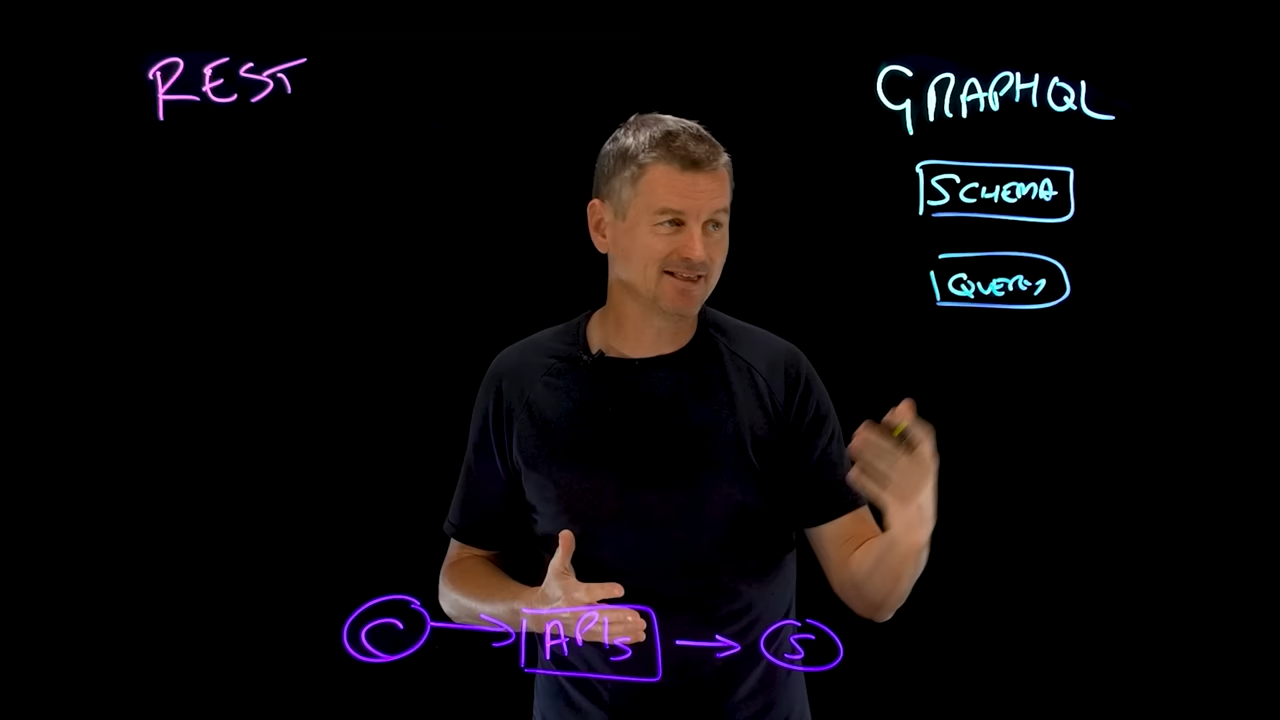 REST
GRAPHQL
SCHEMA
QUERY
C → APIs → S